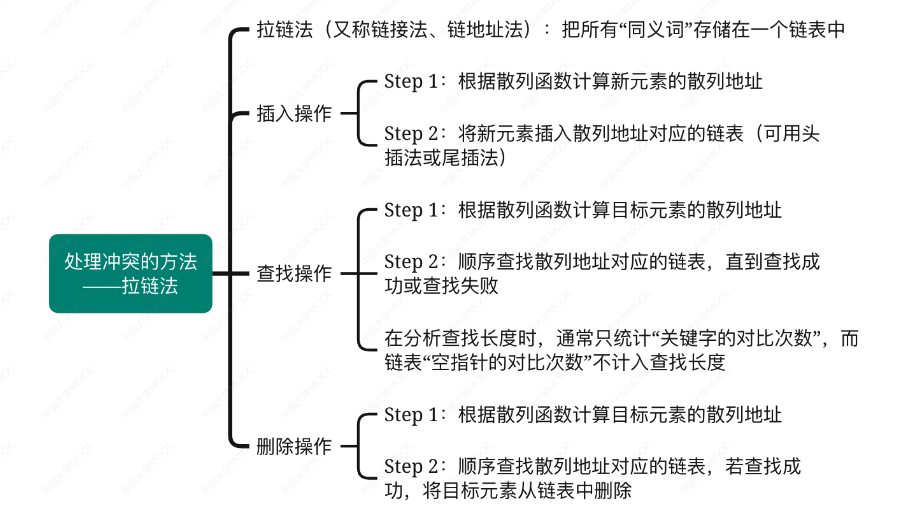 拉链法（又称链接法、链地址法）：把所有“同义词”存储在一个链表中
插入操作
Step 1：根据散列函数计算新元素的散列地址
Step 2：将新元素插入散列地址对应的链表（可用头
插法或尾插法）
处理冲突的方法
——拉链法
查找操作
Step 1：根据散列函数计算目标元素的散列地址
Step 2：顺序查找散列地址对应的链表，直到查找成
功或查找失败
在分析查找长度时，通常只统计“关键字的对比次数”，而
链表“空指针的对比次数”不计入查找长度
删除操作
Step 1：根据散列函数计算目标元素的散列地址
Step 2：顺序查找散列地址对应的链表，若查找成
功，将目标元素从链表中删除